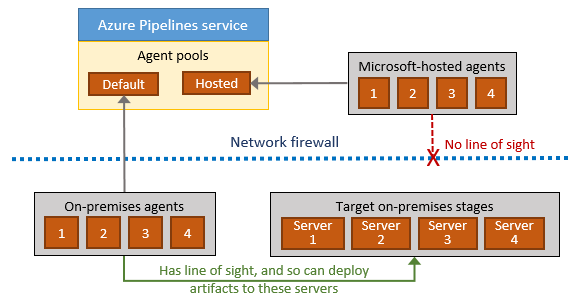 Azure Pipelines service
Agent pools
Default
Hosted
Microsoft-hosted agents
1
2
3
4
No line of sight
Network firewall
On-premises agents
1
2
3
4
Target on-premises stages
Server
1
Server
2
Server
3
Server
4
Has line of sight, and so can deploy
artifacts to these servers